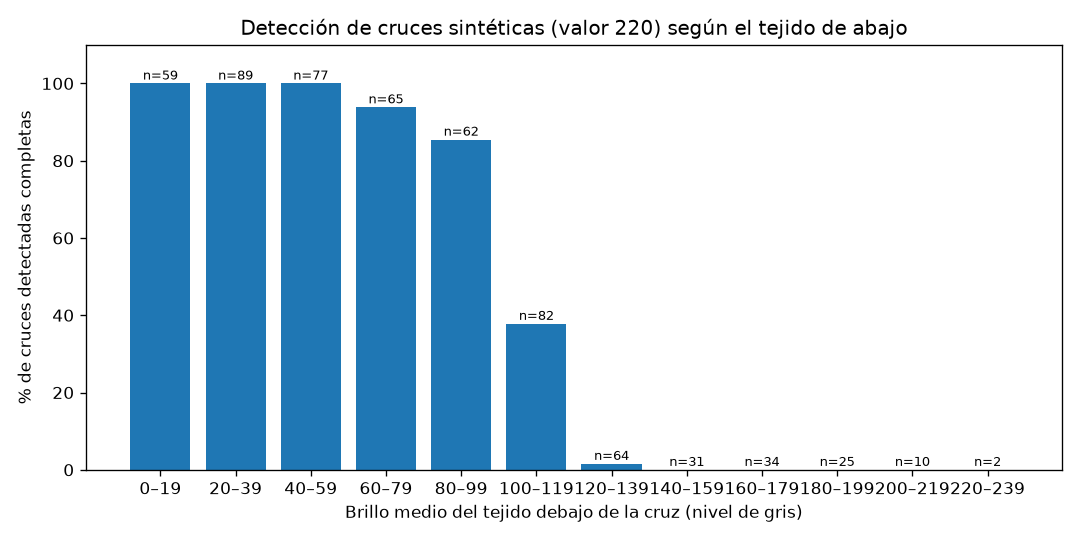 Detección de cruces sintéticas (valor 220) según el tejido de abajo
% de cruces detectadas completas
100
80
60
40
20
0
n=59 n=89 n=77 n=65 n=62 n=82 n=64 n=31 n=34 n=25 n=10 n=2
0–19 20–39 40–59 60–79 80–99 100–119 120–139 140–159 160–179 180–199 200–219 220–239
Brillo medio del tejido debajo de la cruz (nivel de gris)